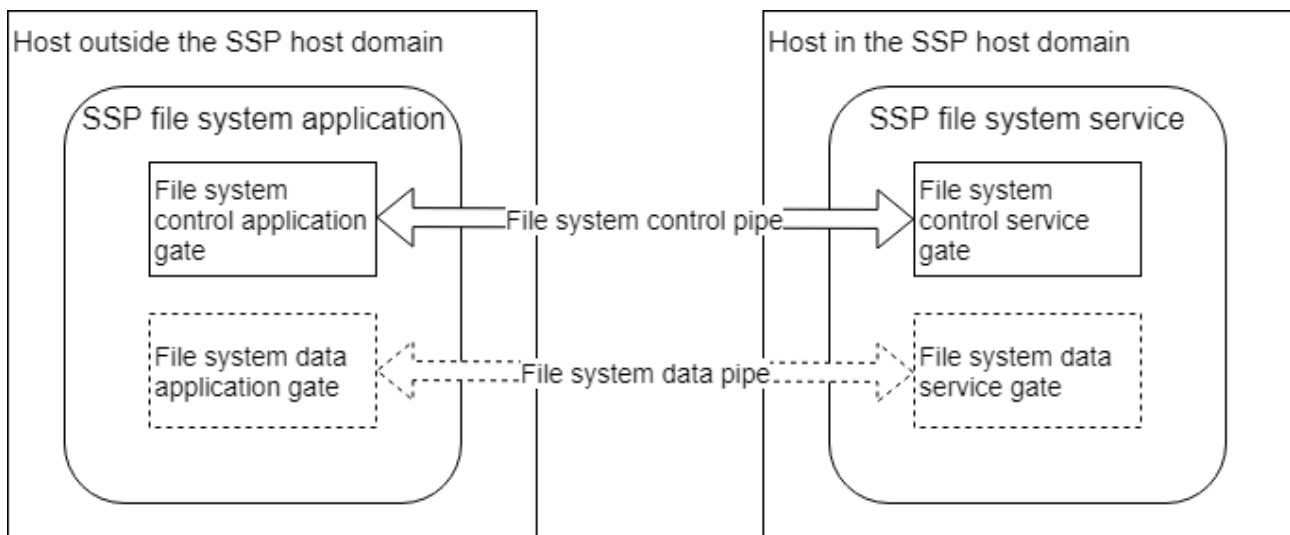 Host outside the SSP host domain
SSP file system application
File system
control application
gate
File system data
application gate
File system control pipe
File system data pipe
Host in the SSP host domain
SSP file system service
File system
control service
gate
File system data
service gate